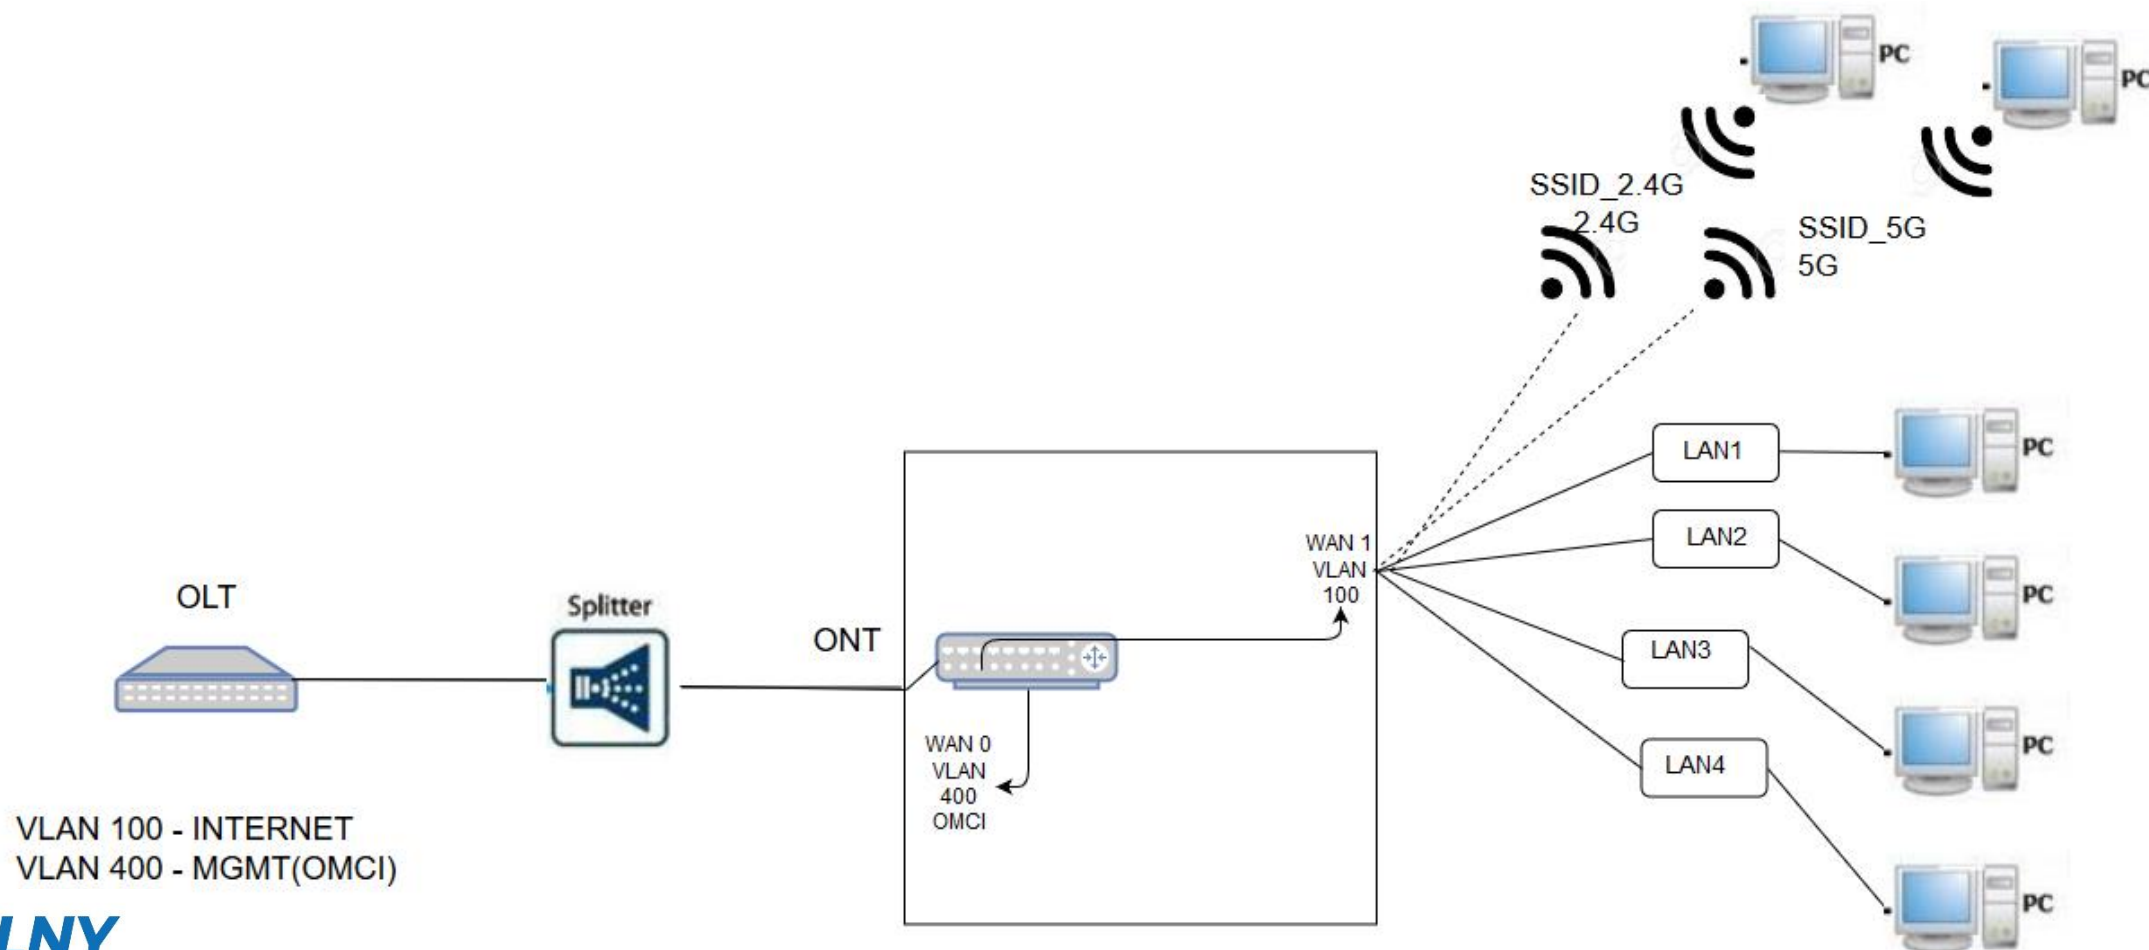 PC
PC
SSID_2.4G
2.4G
SSID_5G
5G
LAN1
PC
LAN2
PC
WAN 1
VLAN
100
OLT
Splitter
ONT
LAN3
PC
LAN4
PC
WAN 0
VLAN
400
OMCI
VLAN 100 - INTERNET
VLAN 400 - MGMT(OMCI)
LNY